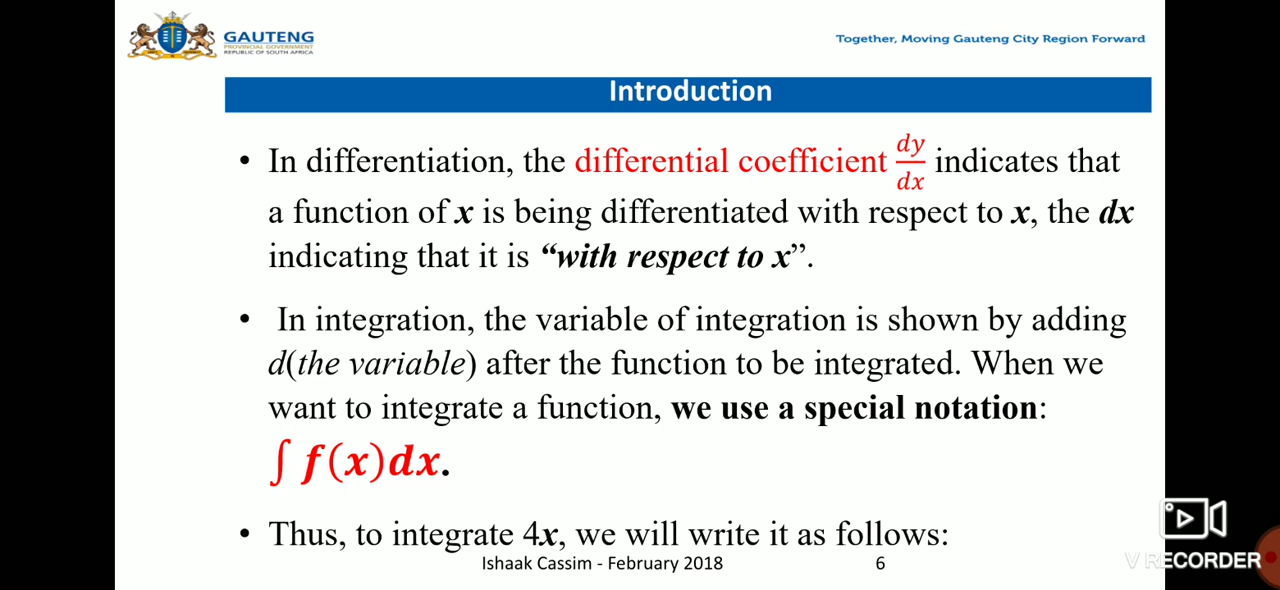 GAUTENG
PROVINCIAL GOVERNMENT
REPUBLIC OF SOUTH AFRICA
Together, Moving Gauteng City Region Forward
Introduction
• In differentiation, the differential coefficient dy/dx indicates that
a function of x is being differentiated with respect to x, the dx
indicating that it is “with respect to x”.
• In integration, the variable of integration is shown by adding
d(the variable) after the function to be integrated. When we
want to integrate a function, we use a special notation:
∫ f(x)dx.
• Thus, to integrate 4x, we will write it as follows:
Ishaak Cassim - February 2018 6
V RECORDER